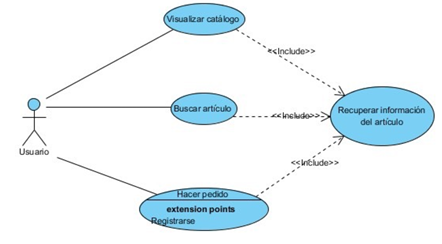 Visualizar catálogo
<<Include>>
Buscar artículo
<<Include>>
Recuperar información
del artículo
Usuario
<<Include>>
Hacer pedido
extension points
Registrarse